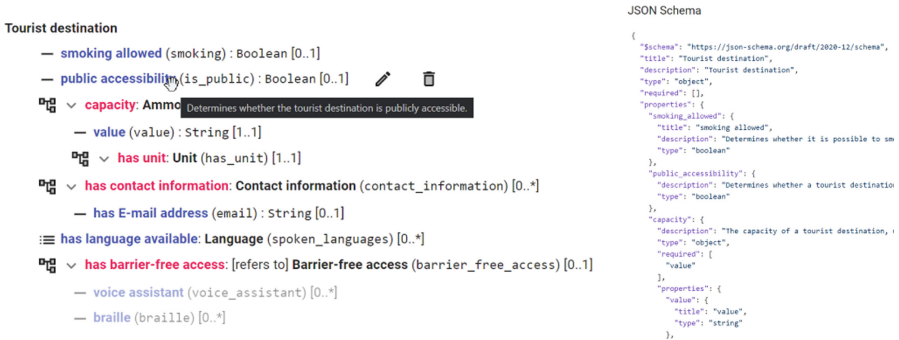 Tourist destination
smoking allowed (smoking) : Boolean [0..1]
public accessibility (is_public) : Boolean [0..1]
capacity: Ammo
Determines whether the tourist destination is publicly accessible.
value (value) : String [1..1]
has unit: Unit (has_unit) [1..1]
has contact information: Contact information (contact_information) [0..*]
has E-mail address (email) : String [0..1]
has language available: Language (spoken_languages) [0..*]
has barrier-free access: [refers to] Barrier-free access (barrier_free_access) [0..1]
voice assistant (voice_assistant) [0..*]
braille (braille) [0..*]
JSON Schema
{
"$schema": "https://json-schema.org/draft/2020-12/schema",
"title": "Tourist destination",
"description": "Tourist destination",
"type": "object",
"required": [],
"properties": {
"smoking_allowed": {
"title": "smoking allowed",
"description": "Determines whether it is possible to smo
"type": "boolean"
},
"public_accessibility": {
"description": "Determines whether a tourist destination
"type": "boolean"
},
"capacity": {
"description": "The capacity of a tourist destination,
"type": "object",
"required": [
"value"
],
"properties": {
"value": {
"title": "value",
"type": "string"
},